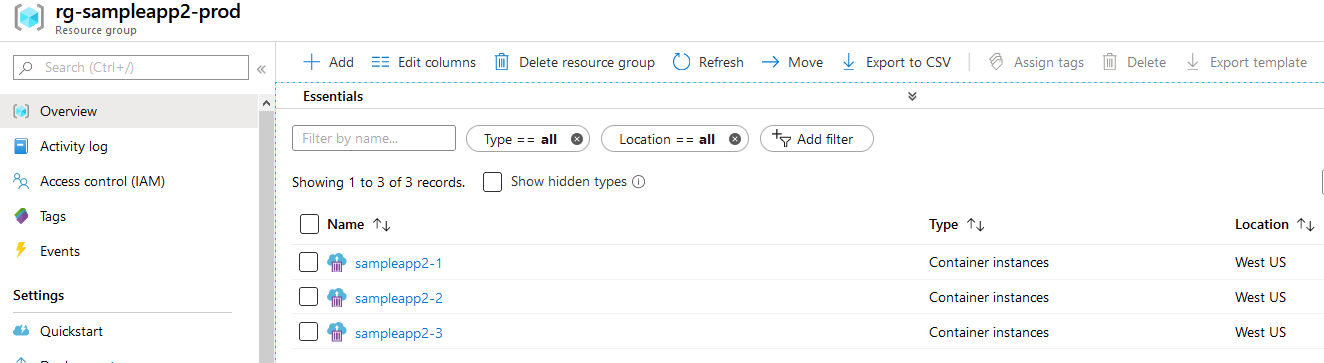 rg-sampleapp2-prod
Resource group
Search (Ctrl+/)
«
Add
Edit columns
Delete resource group
Refresh
Move
Export to CSV
Assign tags
Delete
Export template
Overview
Activity log
Access control (IAM)
Tags
Events
Settings
Quickstart
Essentials
Filter by name...
Type == all
Location == all
Add filter
Showing 1 to 3 of 3 records.
Show hidden types
Name Type Location
sampleapp2-1 Container instances West US
sampleapp2-2 Container instances West US
sampleapp2-3 Container instances West US